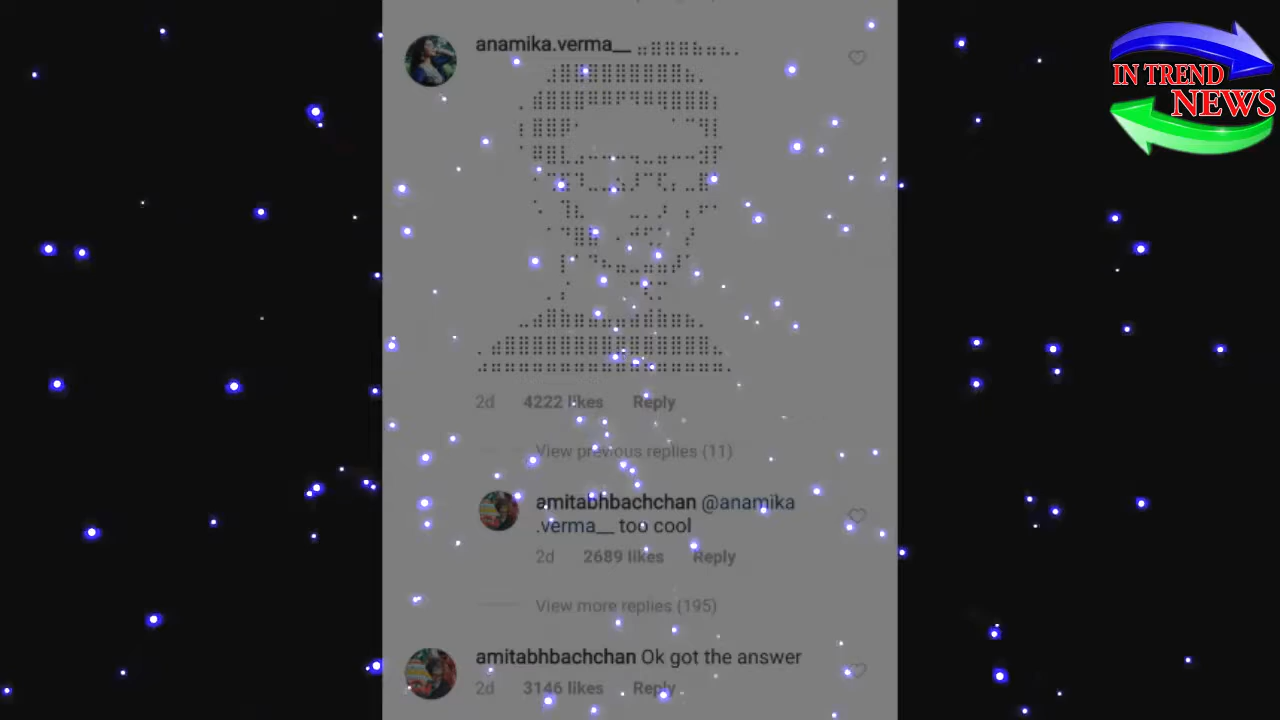 IN TREND
NEWS
anamika.verma__
2d 4222 likes Reply
View previous replies (11)
amitabhbachchan @anamika
.verma__ too cool
2d 2689 likes Reply
View more replies (195)
amitabhbachchan Ok got the answer
2d 3146 likes Reply